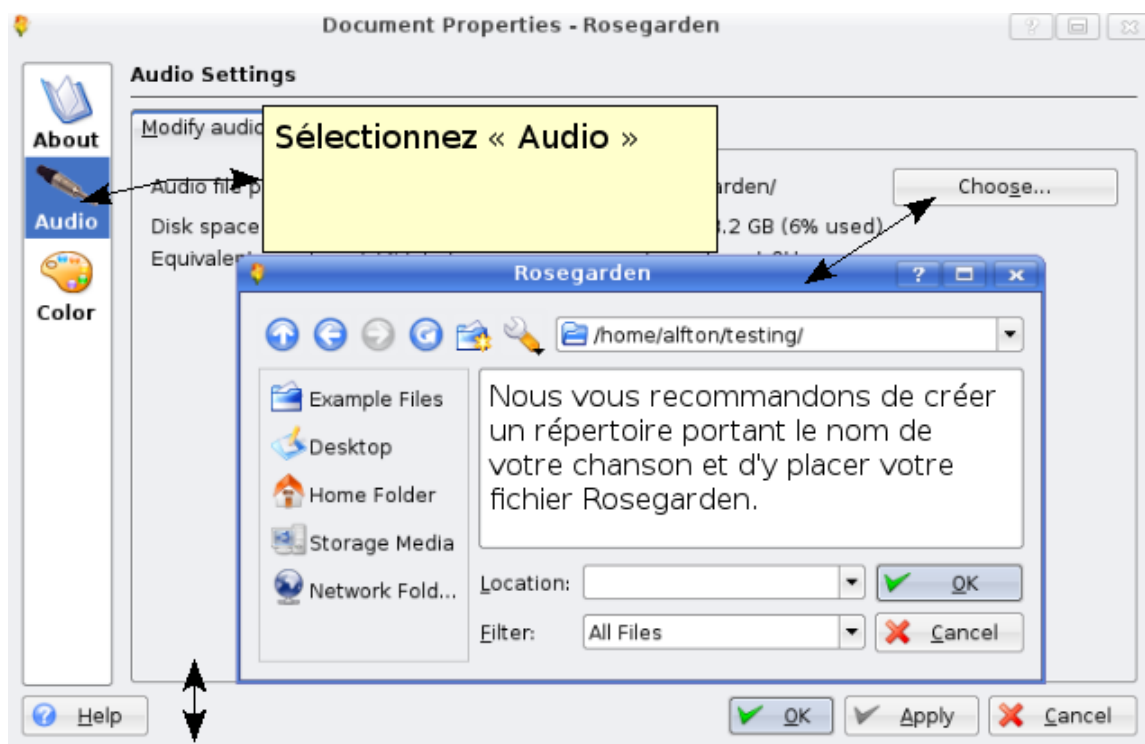 Document Properties - Rosegarden
Audio Settings
About
Audio
Color
Modify audio
Sélectionnez « Audio »
Audio file p
arden/
Choose...
Disk space
.2 GB (6% used)
Rosegarden
/home/alfton/testing/
Example Files
Desktop
Home Folder
Storage Media
Network Fold...
Nous vous recommandons de créer
un répertoire portant le nom de
votre chanson et d'y placer votre
fichier Rosegarden.
Location:
OK
Filter:
All Files
Cancel
Help
OK
Apply
Cancel